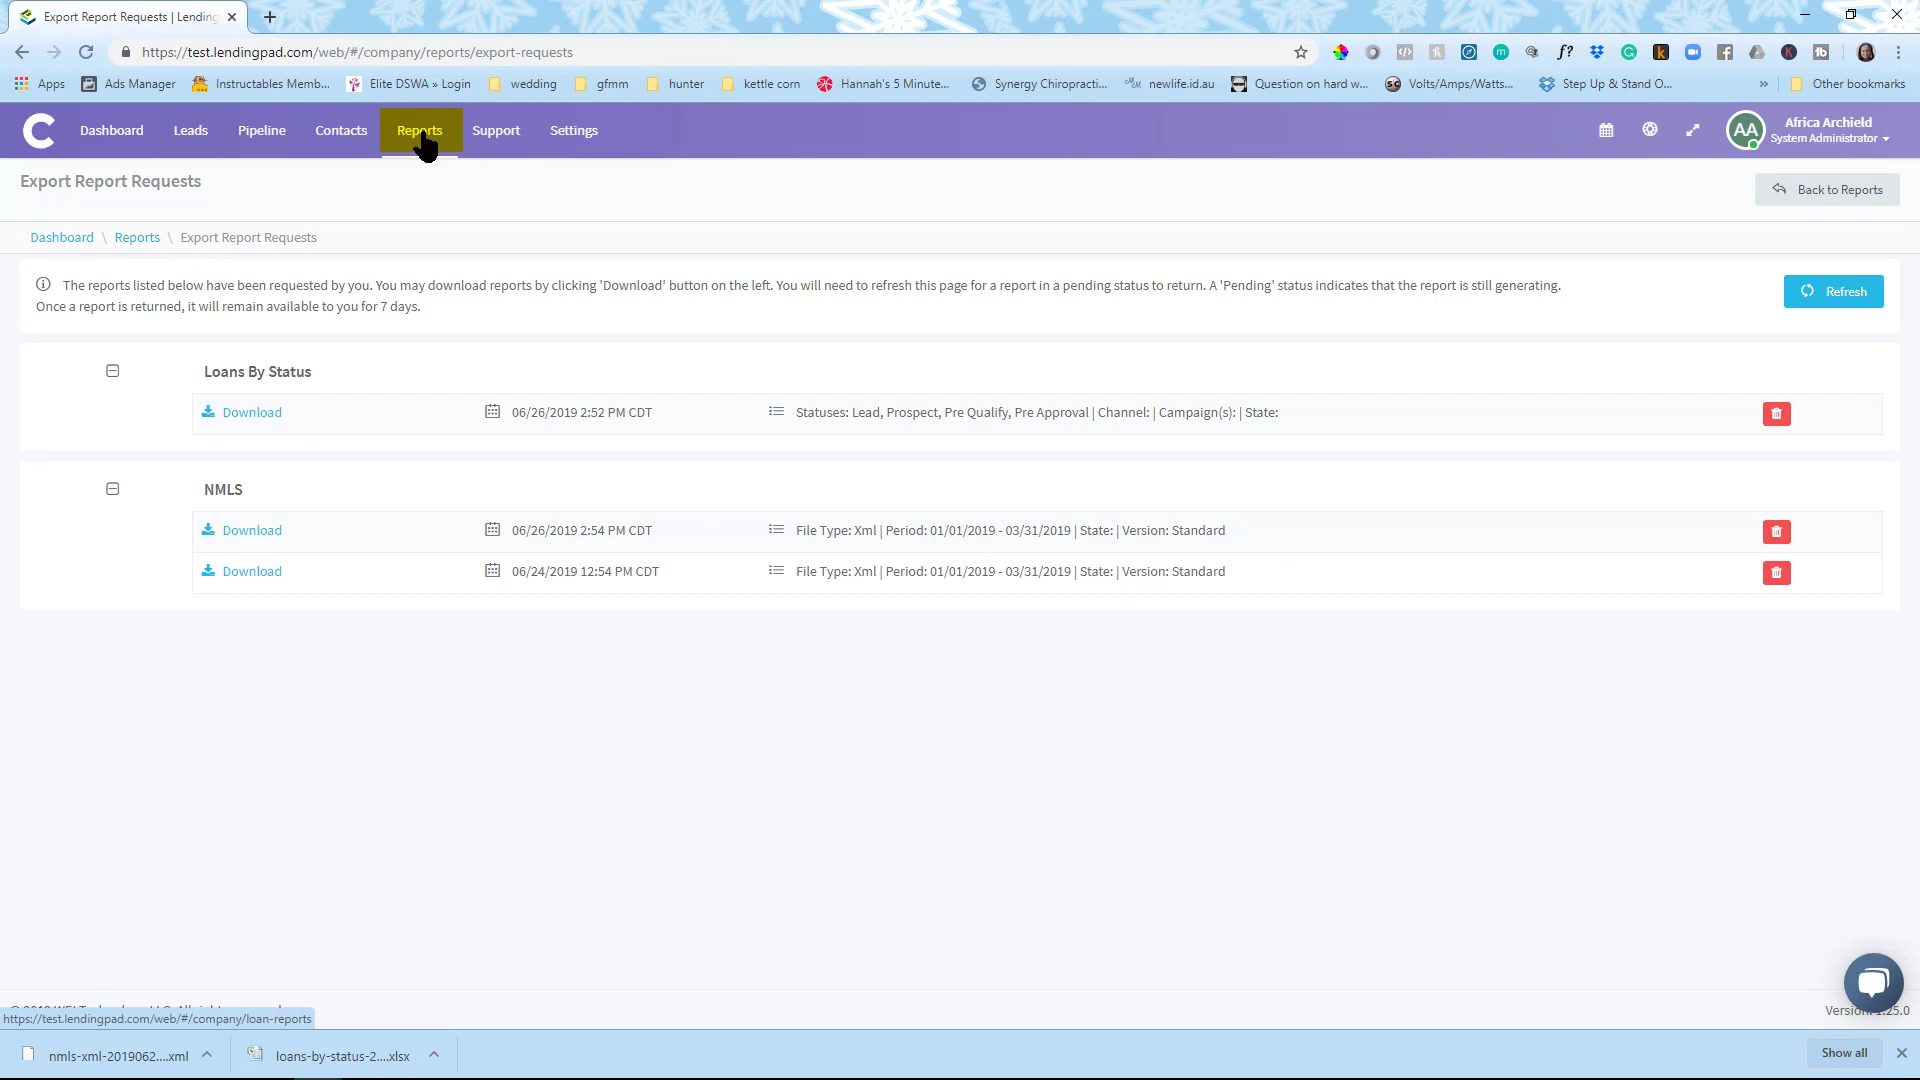 Export Report Requests | Lending
https://test.lendingpad.com/web/#/company/reports/export-requests
f?
Apps
Ads Manager
Instructables Memb...
Elite DSWA » Login
wedding
gfmm
hunter
kettle corn
Hannah's 5 Minute...
Synergy Chiropracti...
newlife.id.au
Question on hard w...
Volts/Amps/Watts...
Step Up & Stand O...
»
Other bookmarks
Dashboard
Leads
Pipeline
Contacts
Reports
Support
Settings
AA
Africa Archield
System Administrator
Export Report Requests
Back to Reports
Dashboard \ Reports \ Export Report Requests
The reports listed below have been requested by you. You may download reports by clicking 'Download' button on the left. You will need to refresh this page for a report in a pending status to return. A 'Pending' status indicates that the report is still generating.
Once a report is returned, it will remain available to you for 7 days.
Refresh
Loans By Status
Download 06/26/2019 2:52 PM CDT Statuses: Lead, Prospect, Pre Qualify, Pre Approval | Channel: | Campaign(s): | State:
NMLS
Download 06/26/2019 2:54 PM CDT File Type: Xml | Period: 01/01/2019 - 03/31/2019 | State: | Version: Standard
Download 06/24/2019 12:54 PM CDT File Type: Xml | Period: 01/01/2019 - 03/31/2019 | State: | Version: Standard
https://test.lendingpad.com/web/#/company/loan-reports
nmls-xml-2019062....xml
loans-by-status-2....xlsx
Show all